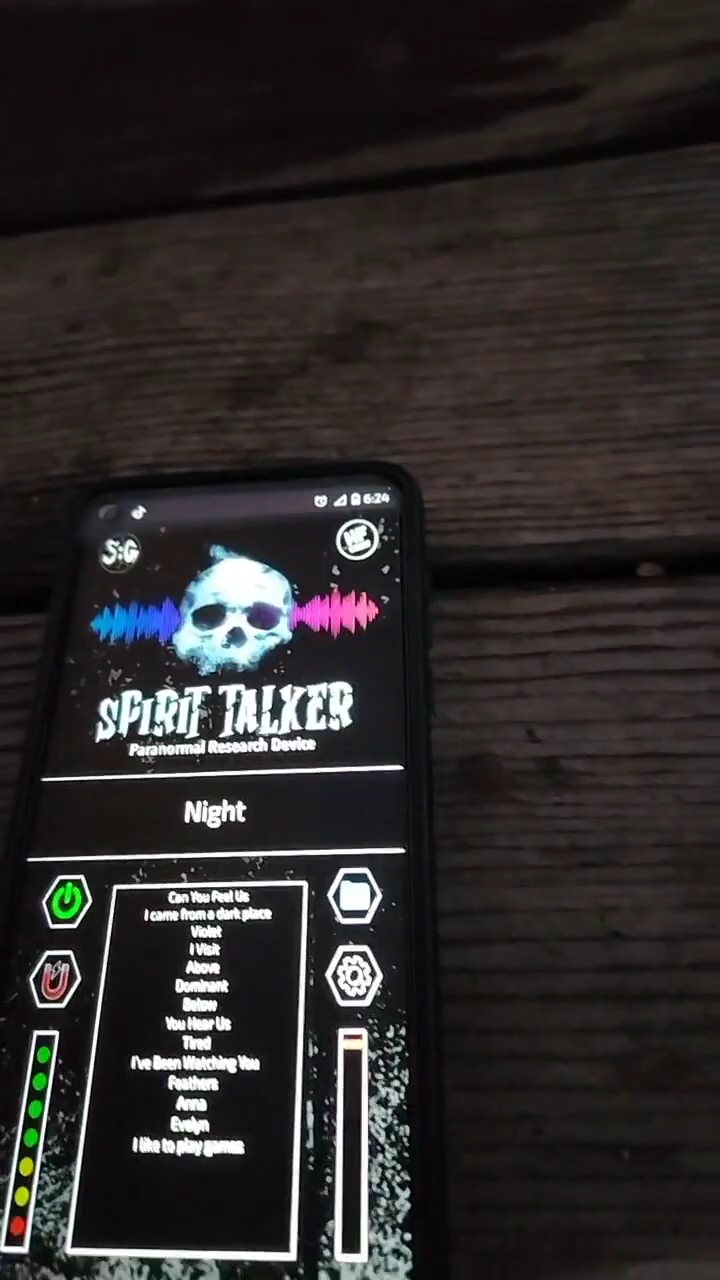 6:24
S:G
SPIRIT TALKER
Paranormal Research Device
Night
Can You Feel Us
I came from a dark place
Violet
I Visit
Above
Dominant
Below
You Hear Us
Tired
I've Been Watching You
Feathers
Anna
Evelyn
I like to play games